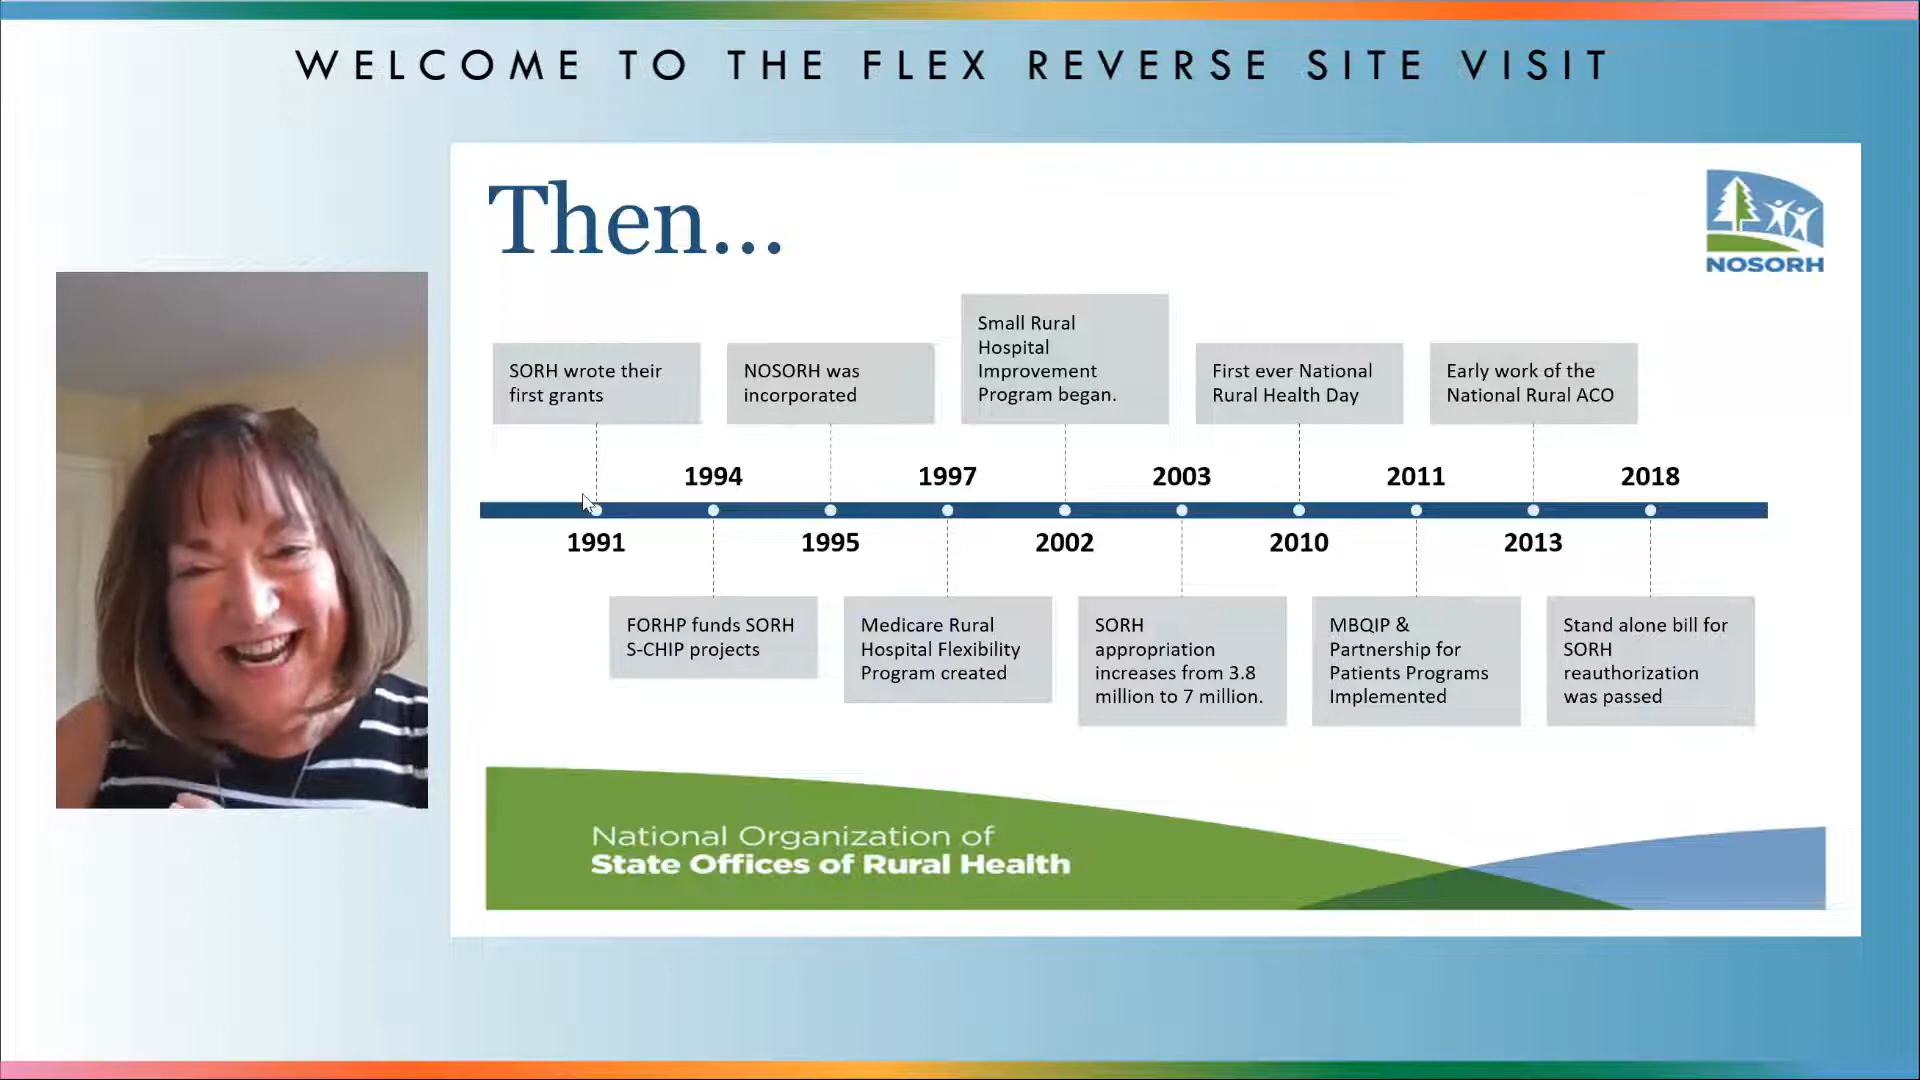 WELCOME TO THE FLEX REVERSE SITE VISIT
Then...
NOSORH
SORH wrote their
first grants
NOSORH was
incorporated
Small Rural
Hospital
Improvement
Program began.
First ever National
Rural Health Day
Early work of the
National Rural ACO
1994
1997
2003
2011
2018
1991
1995
2002
2010
2013
FORHP funds SORH
S-CHIP projects
Medicare Rural
Hospital Flexibility
Program created
SORH
appropriation
increases from 3.8
million to 7 million.
MBQIP &
Partnership for
Patients Programs
Implemented
Stand alone bill for
SORH
reauthorization
was passed
National Organization of
State Offices of Rural Health